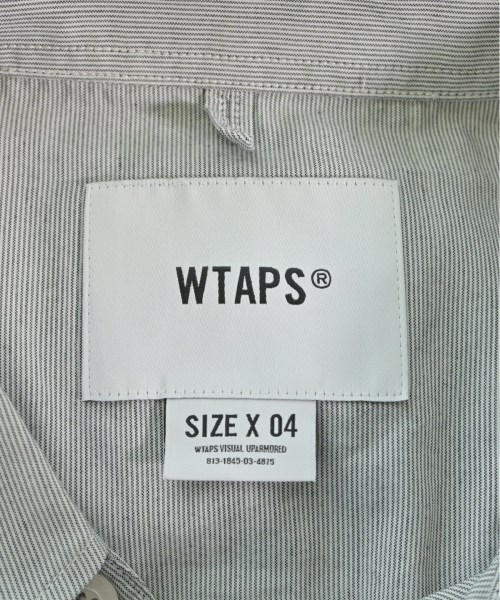 WTAPS®
SIZE X 04
WTAPS VISUAL UPARMORED
813-1845-03-4875